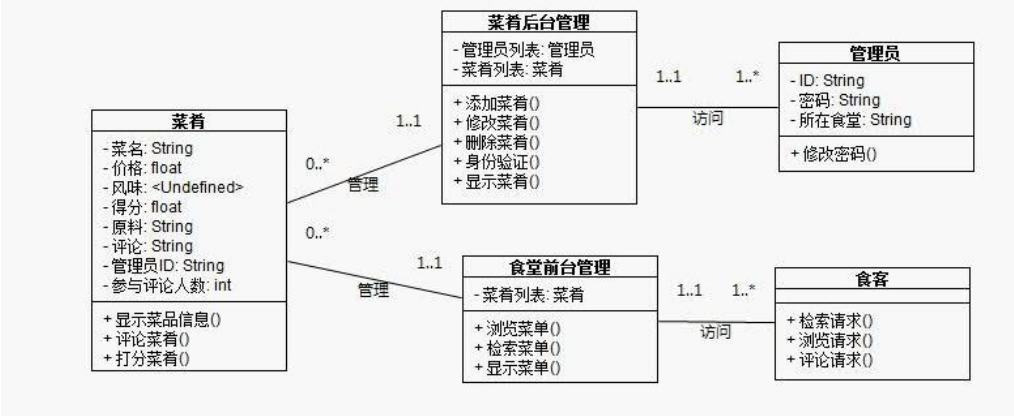 菜肴后台管理
- 管理员列表: 管理员
- 菜肴列表: 菜肴
+ 添加菜肴()
+ 修改菜肴()
+ 删除菜肴()
+ 身份验证()
+ 显示菜肴()
管理员
- ID: String
- 密码: String
- 所在食堂: String
+ 修改密码()
1..1
1..*
访问
菜肴
- 菜名: String
- 价格: float
- 风味: <Undefined>
- 得分: float
- 原料: String
- 评论: String
- 管理员ID: String
- 参与评论人数: int
+ 显示菜品信息()
+ 评论菜肴()
+ 打分菜肴()
1..1
0..*
管理
0..*
1..1
管理
食堂前台管理
- 菜肴列表: 菜肴
+ 浏览菜单()
+ 检索菜单()
+ 显示菜单()
1..1
1..*
访问
食客
+ 检索请求()
+ 浏览请求()
+ 评论请求()